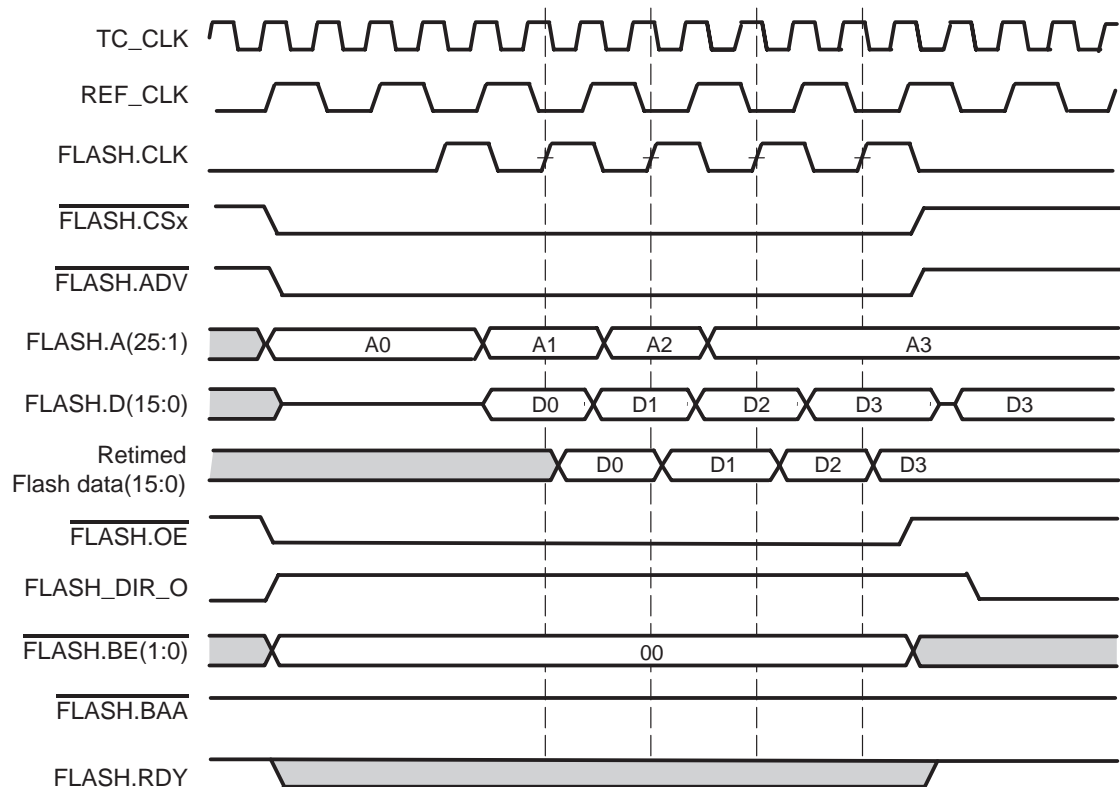 TC_CLK
REF_CLK
FLASH.CLK
FLASH.CSx
FLASH.ADV
FLASH.A(25:1) A0 A1 A2 A3
FLASH.D(15:0) D0 D1 D2 D3 D3
Retimed
Flash data(15:0) D0 D1 D2 D3
FLASH.OE
FLASH_DIR_O
FLASH.BE(1:0) 00
FLASH.BAA
FLASH.RDY